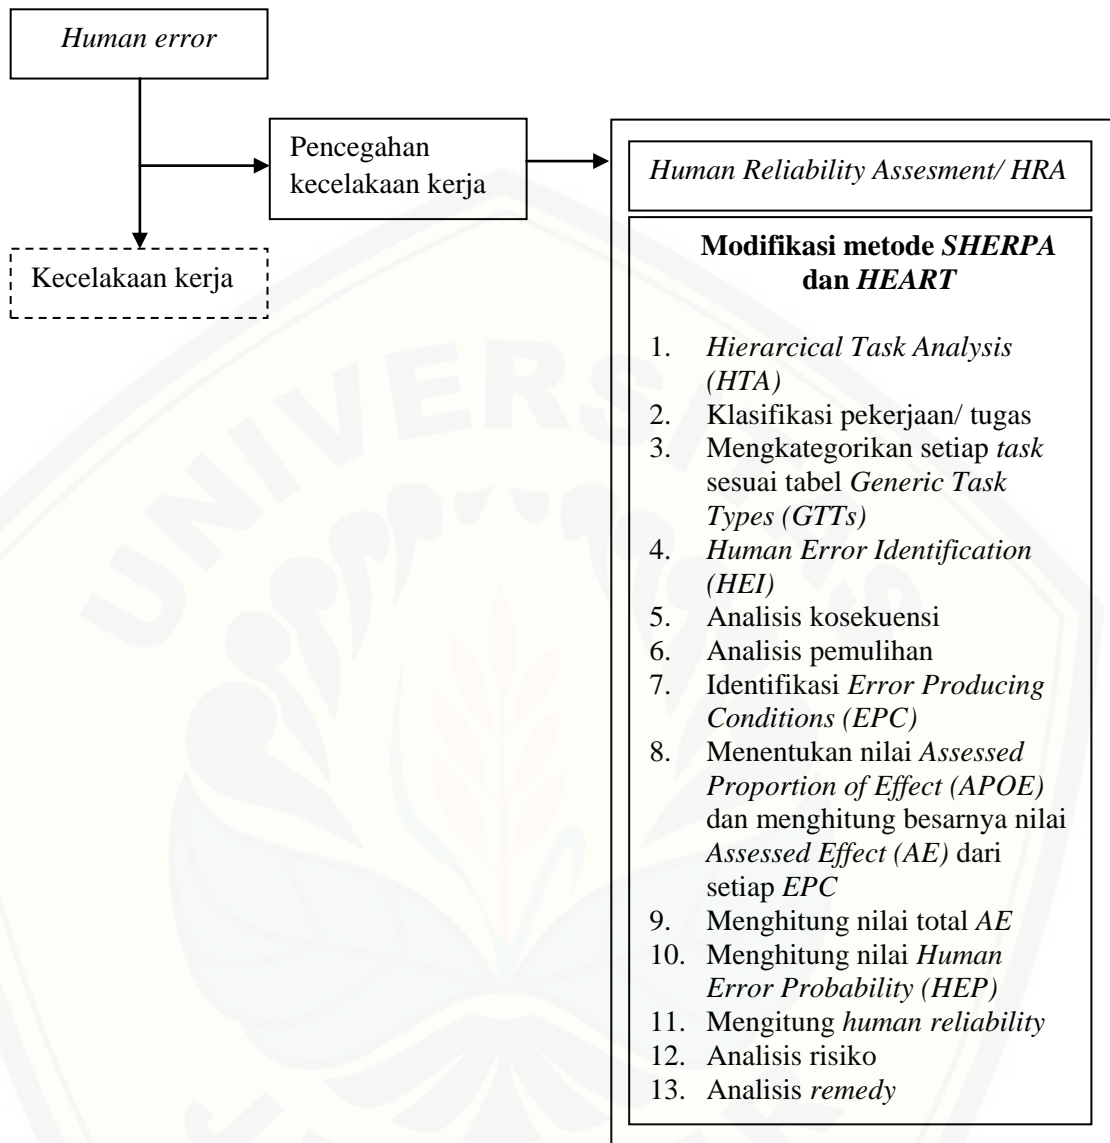 Human error
Pencegahan
kecelakaan kerja
Kecelakaan kerja
Human Reliability Assesment/ HRA
Modifikasi metode SHERPA
dan HEART
1. Hierarcical Task Analysis
(HTA)
2. Klasifikasi pekerjaan/ tugas
3. Mengkategorikan setiap task
sesuai tabel Generic Task
Types (GTTs)
4. Human Error Identification
(HEI)
5. Analisis kosekuensi
6. Analisis pemulihan
7. Identifikasi Error Producing
Conditions (EPC)
8. Menentukan nilai Assessed
Proportion of Effect (APOE)
dan menghitung besarnya nilai
Assessed Effect (AE) dari
setiap EPC
9. Menghitung nilai total AE
10. Menghitung nilai Human
Error Probability (HEP)
11. Mengitung human reliability
12. Analisis risiko
13. Analisis remedy
UNIVERSITAS